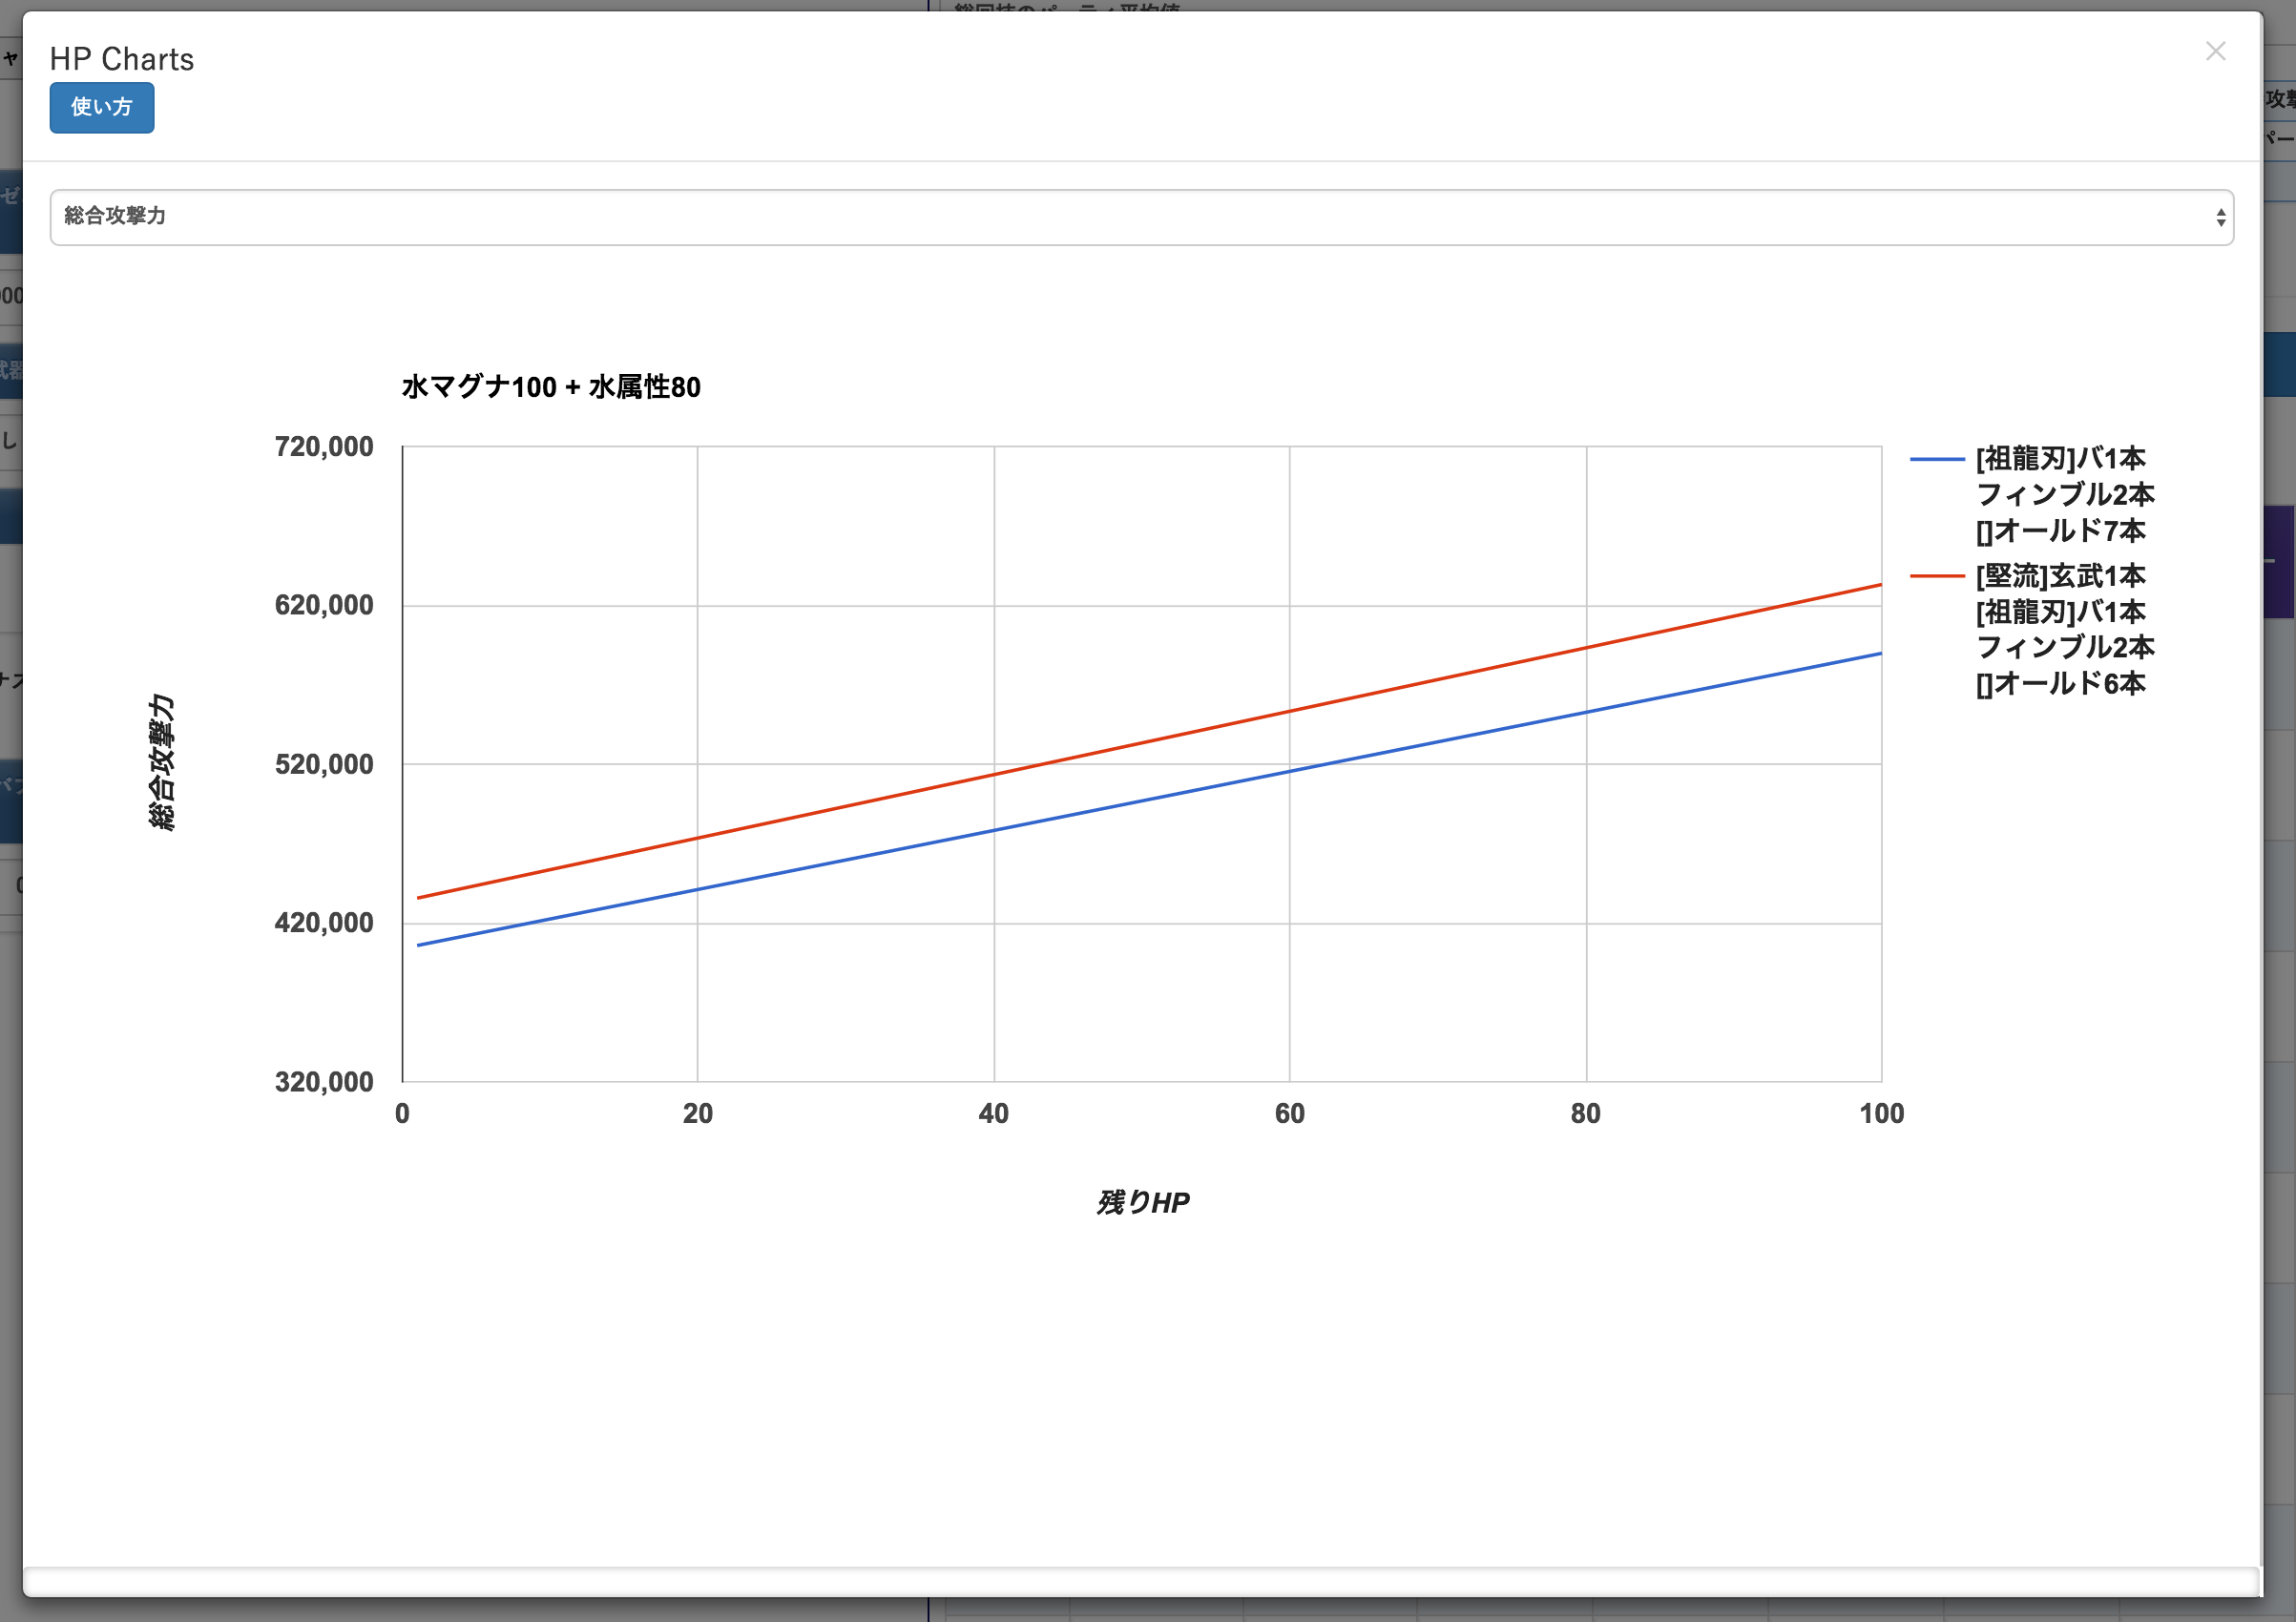 HP Charts
使い方
総合攻撃力
水マグナ100 + 水属性80
720,000
620,000
520,000
420,000
320,000
総合攻撃力
0
20
40
60
80
100
残りHP
[祖龍刃]バ1本
フィンブル2本
[]オールド7本
[堅流]玄武1本
[祖龍刃]バ1本
フィンブル2本
[]オールド6本